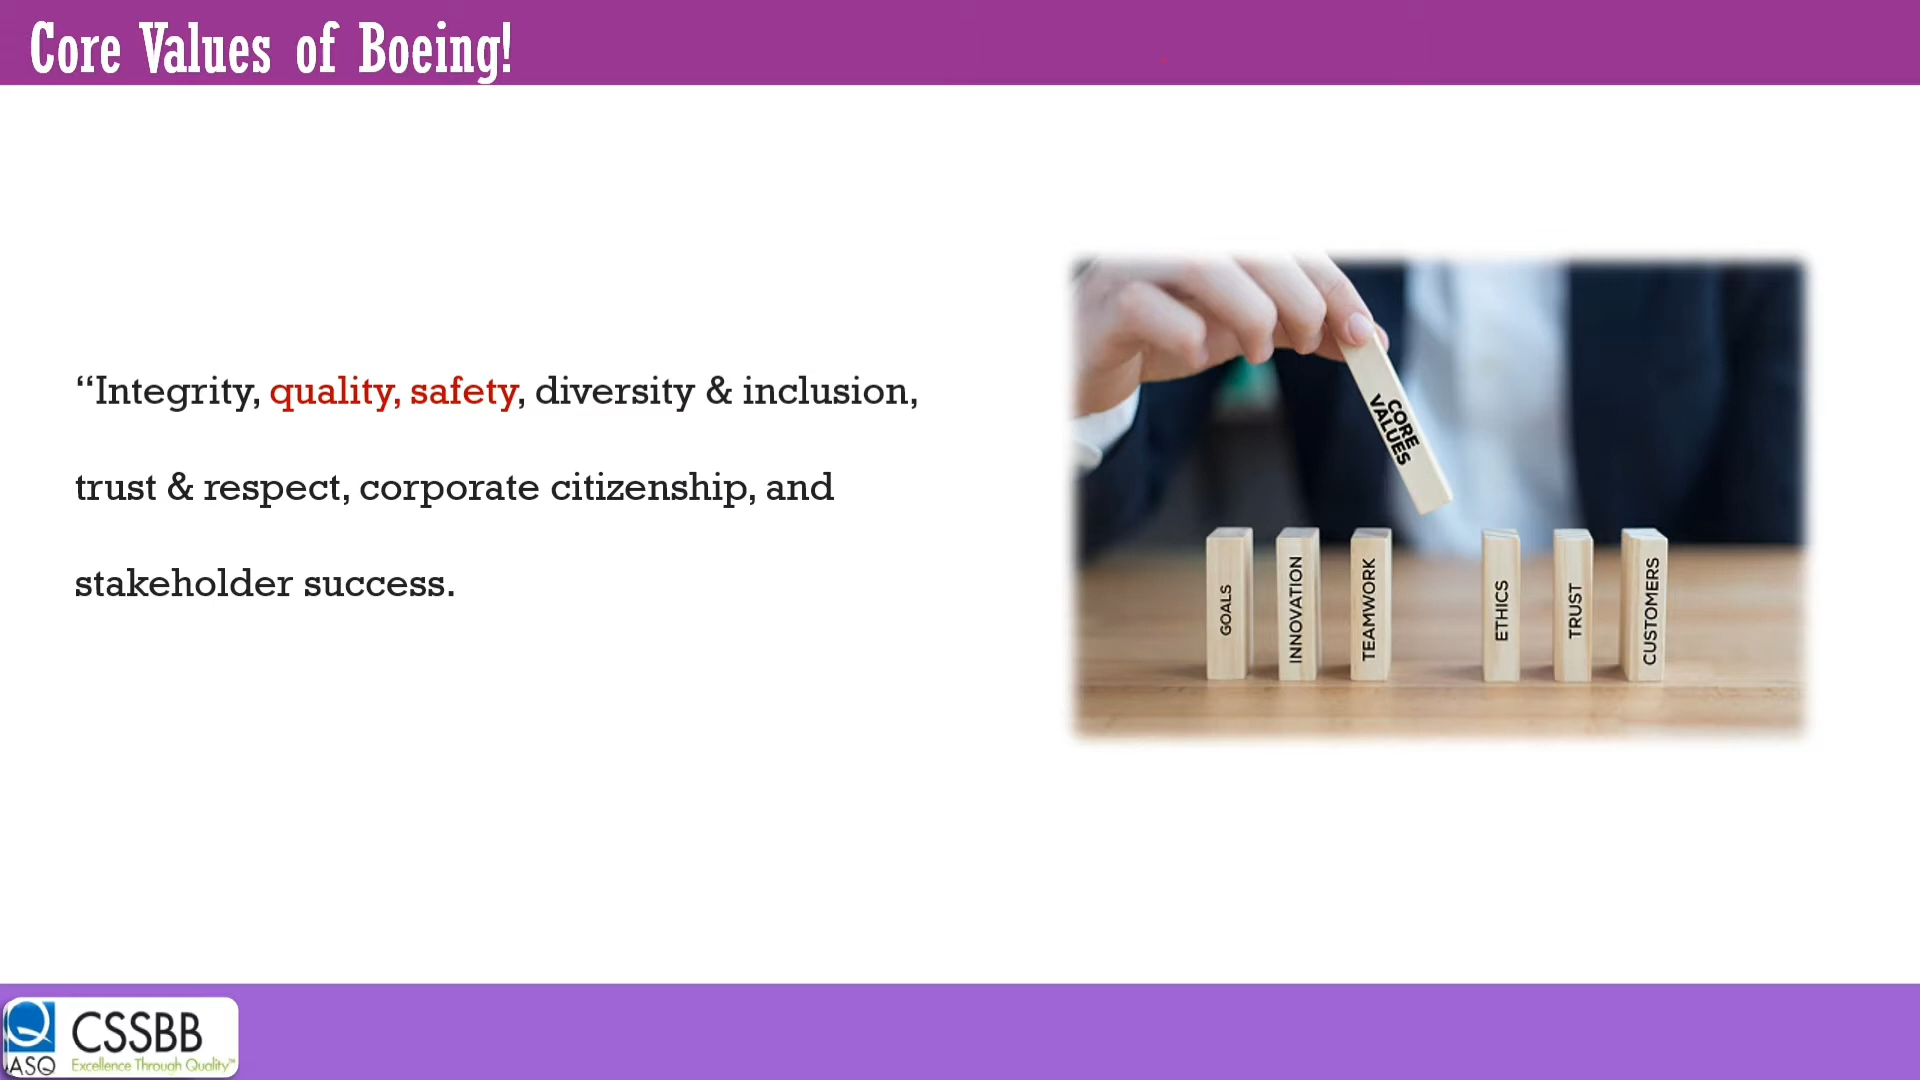 Core Values of Boeing!
“Integrity, quality, safety, diversity & inclusion,
trust & respect, corporate citizenship, and
stakeholder success.
CORE
VALUES
GOALS
INNOVATION
TEAMWORK
ETHICS
TRUST
CUSTOMERS
ASQ
CSSBB
Excellence Through Quality™